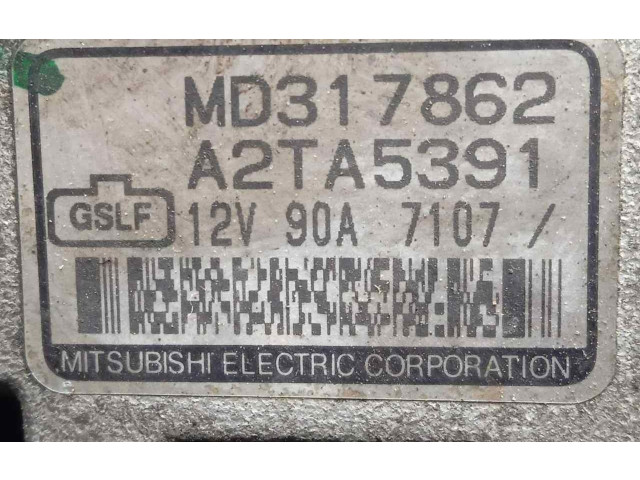 MD317862
A2TA5391
GSLF 12V 90A 7107 /
MITSUBISHI ELECTRIC CORPORATION